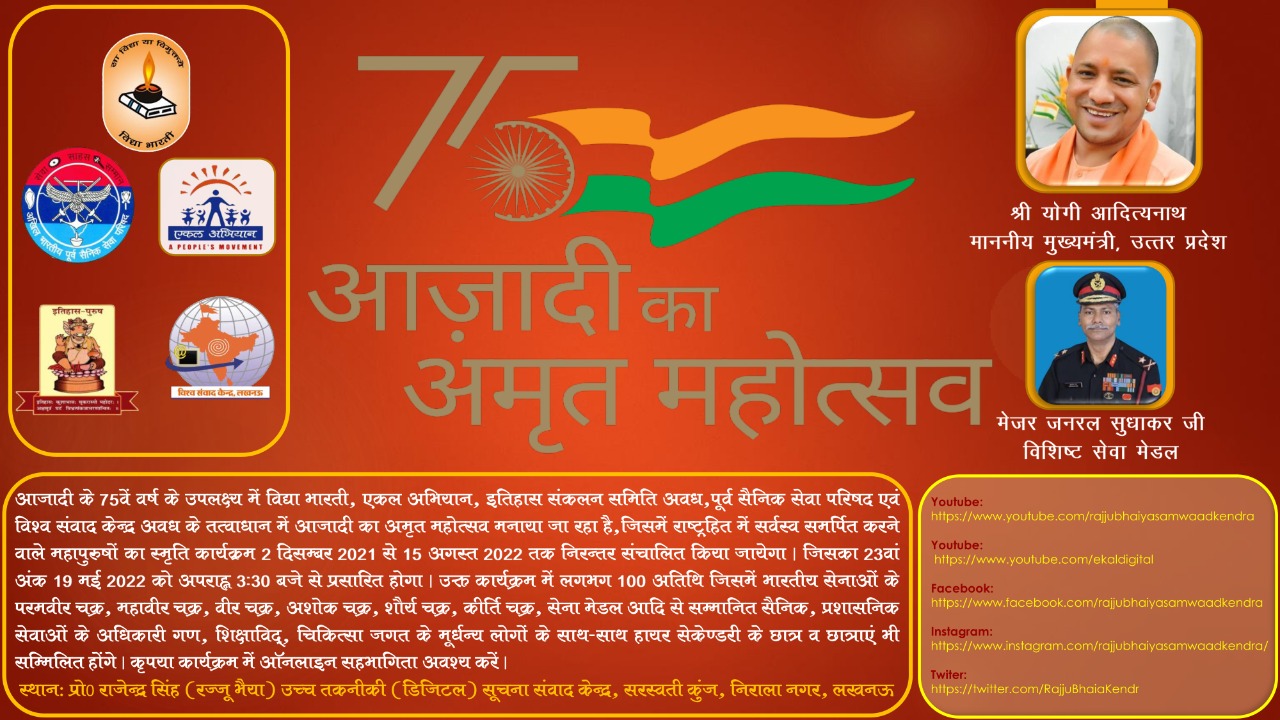 सा विद्या या विमुक्तये
विद्या भारती
सेवा साहस सम्मान
अखिल भारतीय पूर्व सैनिक सेवा परिषद
एकल अभियान
A PEOPLE'S MOVEMENT
इतिहास-पुरुष
विश्व संवाद केन्द्र, लखनऊ
75
आज़ादी का
अमृत महोत्सव
श्री योगी आदित्यनाथ
माननीय मुख्यमंत्री, उत्तर प्रदेश
मेजर जनरल सुधाकर जी
विशिष्ट सेवा मेडल
आजादी के 75वें वर्ष के उपलक्ष्य में विद्या भारती, एकल अभियान, इतिहास संकलन समिति अवध,पूर्व सैनिक सेवा परिषद एवं
विश्व संवाद केन्द्र अवध के तत्वाधान में आजादी का अमृत महोत्सव मनाया जा रहा है,जिसमें राष्ट्रहित में सर्वस्व समर्पित करने
वाले महापुरुषों का स्मृति कार्यक्रम 2 दिसम्बर 2021 से 15 अगस्त 2022 तक निरन्तर संचालित किया जायेगा | जिसका 23वां
अंक 19 मई 2022 को अपराह्न 3:30 बजे से प्रसारित होगा | उक्त कार्यक्रम में लगभग 100 अतिथि जिसमें भारतीय सेनाओं के
परमवीर चक्र, महावीर चक्र, वीर चक्र, अशोक चक्र, शौर्य चक्र, कीर्ति चक्र, सेना मेडल आदि से सम्मानित सैनिक, प्रशासनिक
सेवाओं के अधिकारी गण, शिक्षाविद्, चिकित्सा जगत के मूर्धन्य लोगों के साथ-साथ हायर सेकेण्डरी के छात्र व छात्राएं भी
सम्मिलित होंगे | कृपया कार्यक्रम में ऑनलाइन सहभागिता अवश्य करें |
स्थान: प्रो0 राजेन्द्र सिंह (रज्जू भैया) उच्च तकनीकी (डिजिटल) सूचना संवाद केन्द्र, सरस्वती कुंज, निराला नगर, लखनऊ
Youtube:
https://www.youtube.com/rajjubhaiyasamwaadkendra
Youtube:
https://www.youtube.com/ekaldigital
Facebook:
https://www.facebook.com/rajjubhaiyasamwaadkendra
Instagram:
https://www.instagram.com/rajjubhaiyasamwaadkendra/
Twiter:
https://twitter.com/RajjuBhaiaKendr